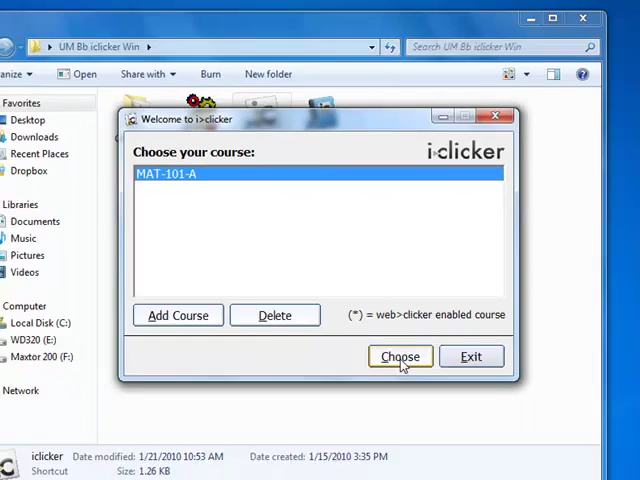 UM Bb iclicker Win
Search UM Bb iclicker Win
anize
Open
Share with
Burn
New folder
Favorites
Desktop
Downloads
Recent Places
Dropbox
Libraries
Documents
Music
Pictures
Videos
Computer
Local Disk (C:)
WD320 (D:)
Maxtor 200 (F:)
Network
Welcome to i>clicker
Choose your course:
i>clicker
MAT-101-A
Add Course
Delete
(*) = web>clicker enabled course
Choose
Exit
iclicker
Date modified: 1/21/2010 10:53 AM
Date created: 1/15/2010 3:35 PM
Shortcut
Size: 1.26 KB